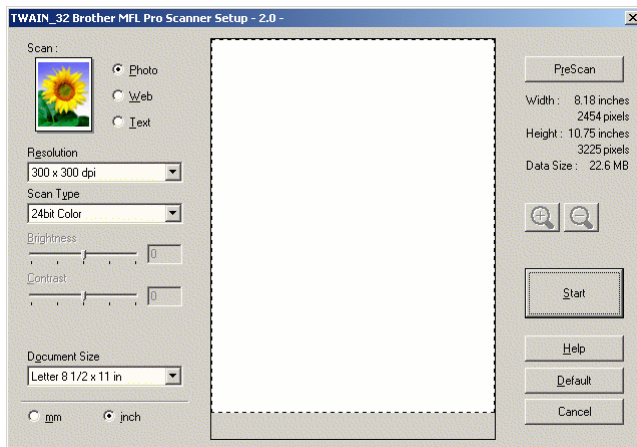 TWAIN_32 Brother MFL Pro Scanner Setup - 2.0 -
Scan :
Photo
Web
Text
Resolution
300 x 300 dpi
Scan Type
24bit Color
Brightness
0
Contrast
0
Document Size
Letter 8 1/2 x 11 in
mm
inch
PreScan
Width : 8.18 inches
2454 pixels
Height : 10.75 inches
3225 pixels
Data Size : 22.6 MB
Start
Help
Default
Cancel